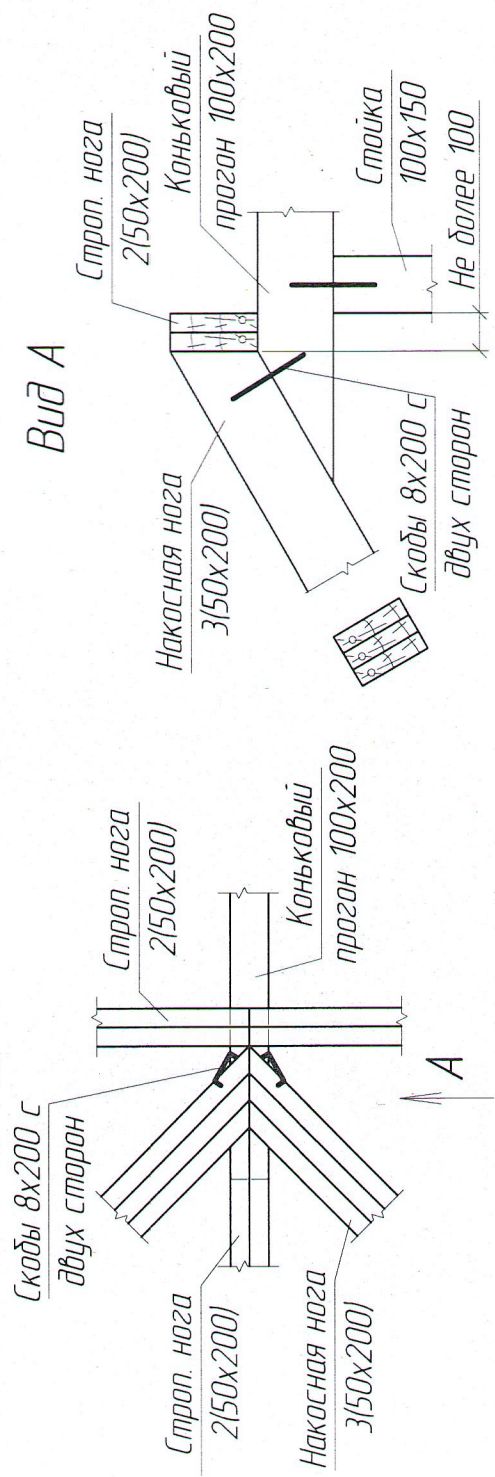 Скобы 8х200 с
двух сторон
Строп. нога
2(50х200)
Строп. нога
2(50х200)
Накосная нога
3(50х200)
Коньковый
прогон 100х200
А
Вид А
Накосная нога
3(50х200)
Строп. нога
2(50х200)
Коньковый
прогон 100х200
Скобы 8х200 с
двух сторон
Стойка
100х150
Не более 100